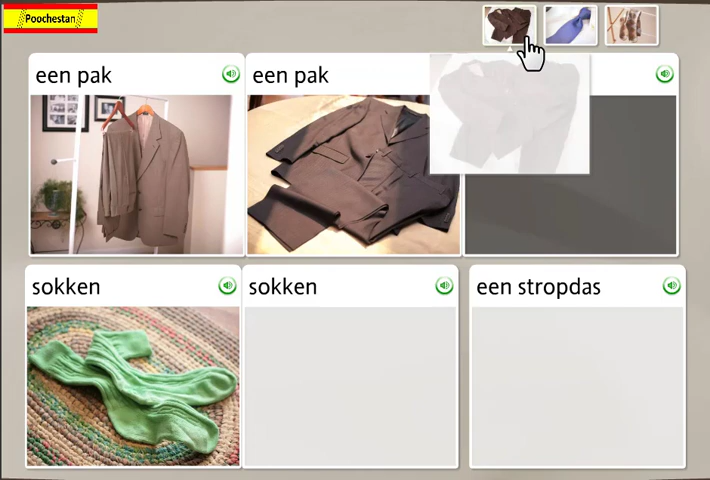 Poochestan
een pak
een pak
sokken
sokken
een stropdas